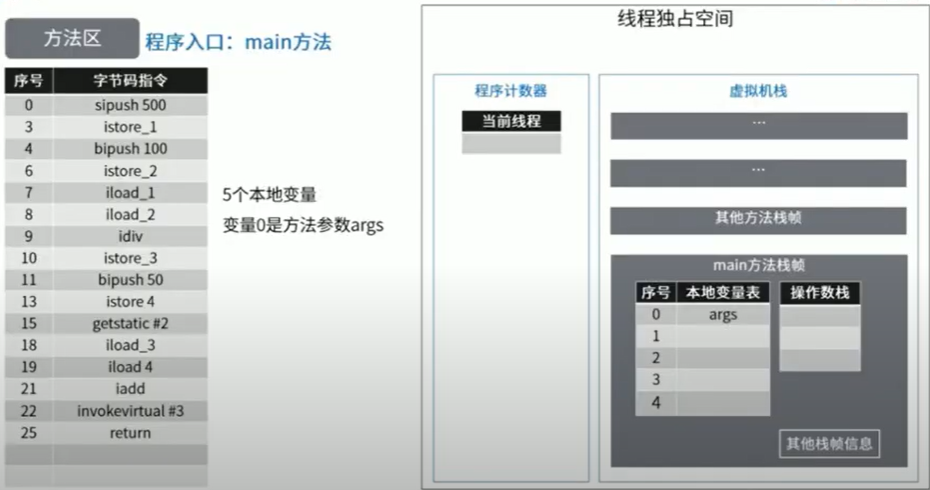 方法区
程序入口：main方法
序号 字节码指令
0 sipush 500
3 istore_1
4 bipush 100
6 istore_2
7 iload_1
8 iload_2
9 idiv
10 istore_3
11 bipush 50
13 istore 4
15 getstatic #2
18 iload_3
19 iload 4
21 iadd
22 invokevirtual #3
25 return
5个本地变量
变量0是方法参数args
线程独占空间
程序计数器
当前线程
虚拟机栈
...
...
其他方法栈帧
main方法栈帧
序号 本地变量表 操作数栈
0 args
1
2
3
4
其他栈帧信息